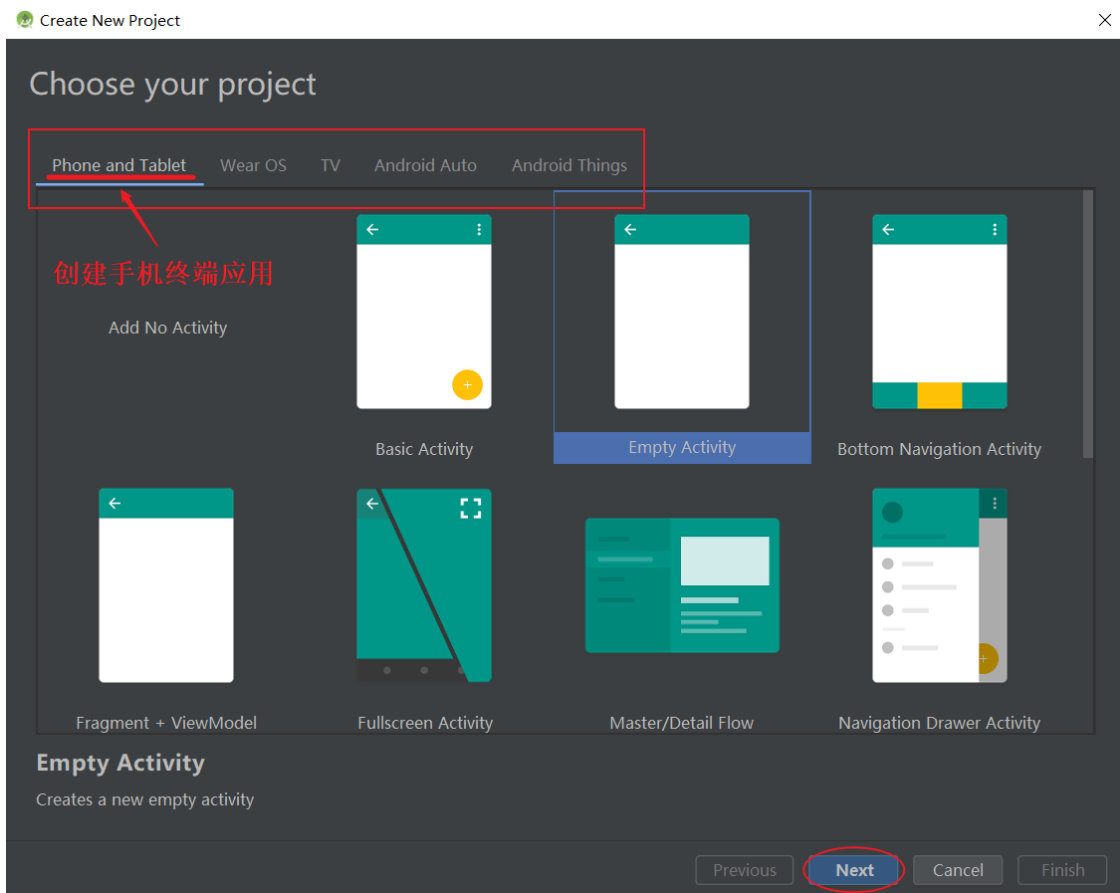 Create New Project
Choose your project
Phone and Tablet Wear OS TV Android Auto Android Things
创建手机终端应用
Add No Activity
Basic Activity
Empty Activity
Bottom Navigation Activity
Fragment + ViewModel
Fullscreen Activity
Master/Detail Flow
Navigation Drawer Activity
Empty Activity
Creates a new empty activity
Previous Next Cancel Finish